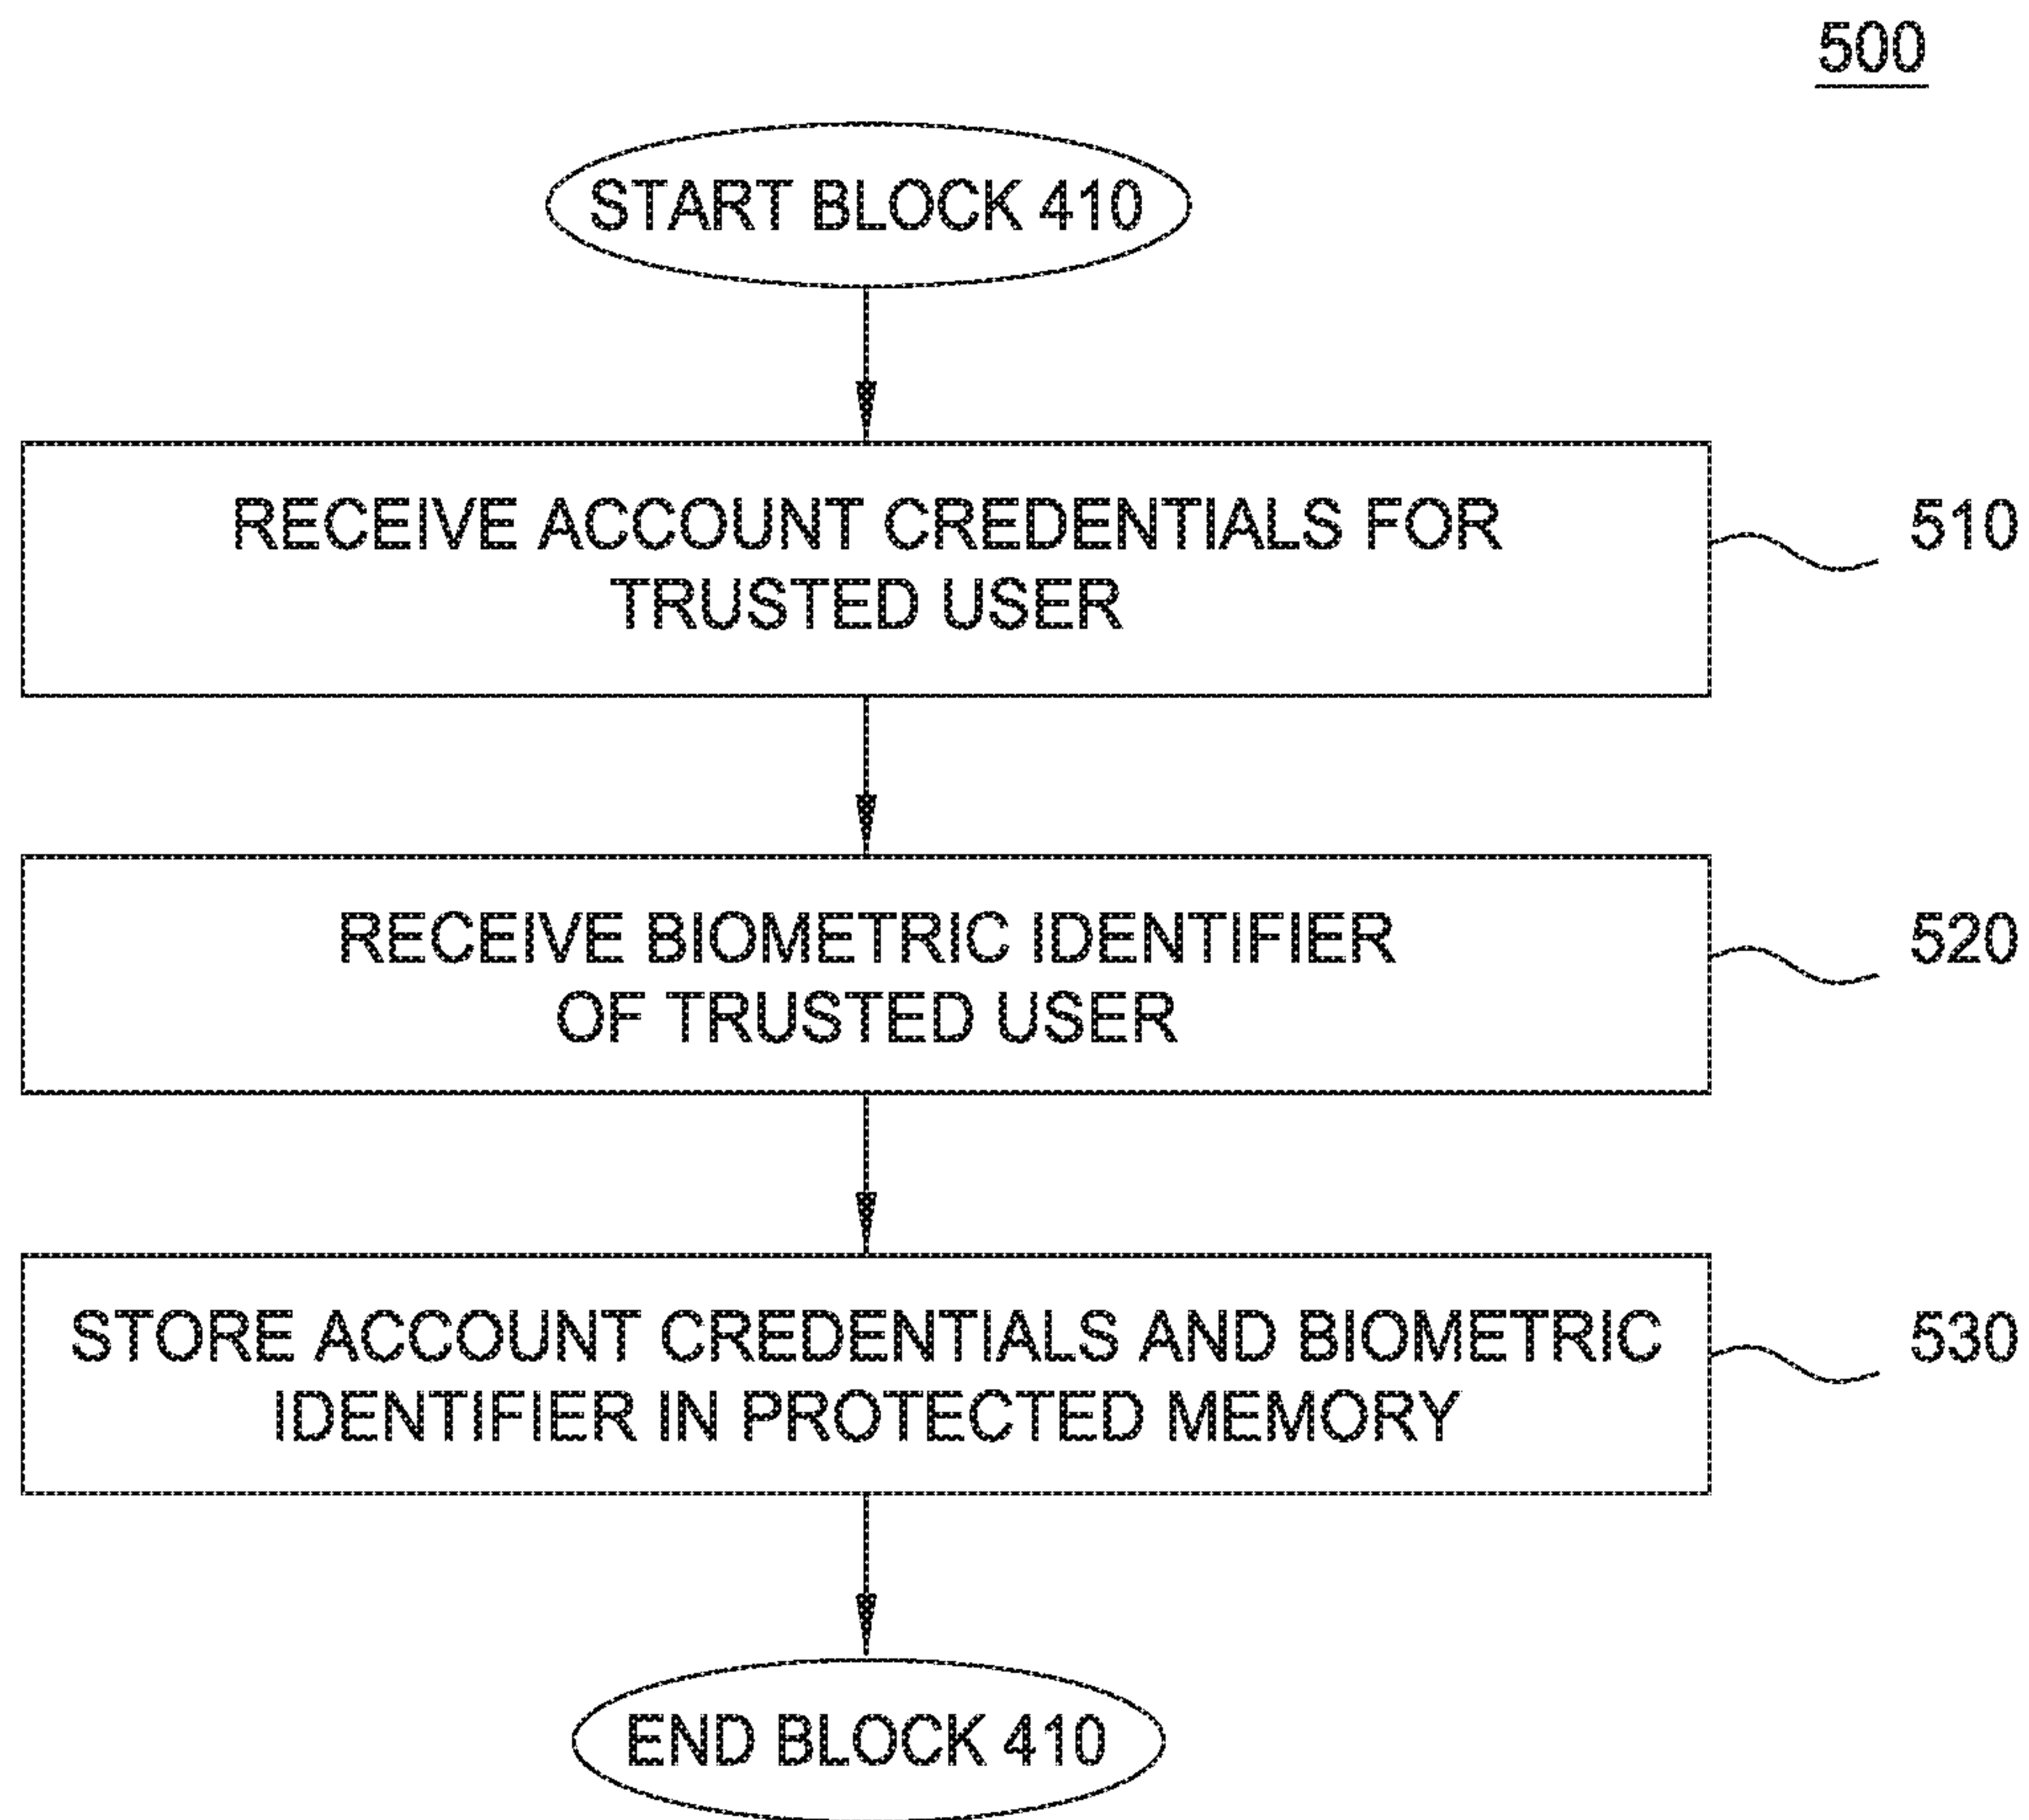 500
START BLOCK 410
RECEIVE ACCOUNT CREDENTIALS FOR
TRUSTED USER
510
RECEIVE BIOMETRIC IDENTIFIER
OF TRUSTED USER
520
STORE ACCOUNT CREDENTIALS AND BIOMETRIC
IDENTIFIER IN PROTECTED MEMORY
530
END BLOCK 410